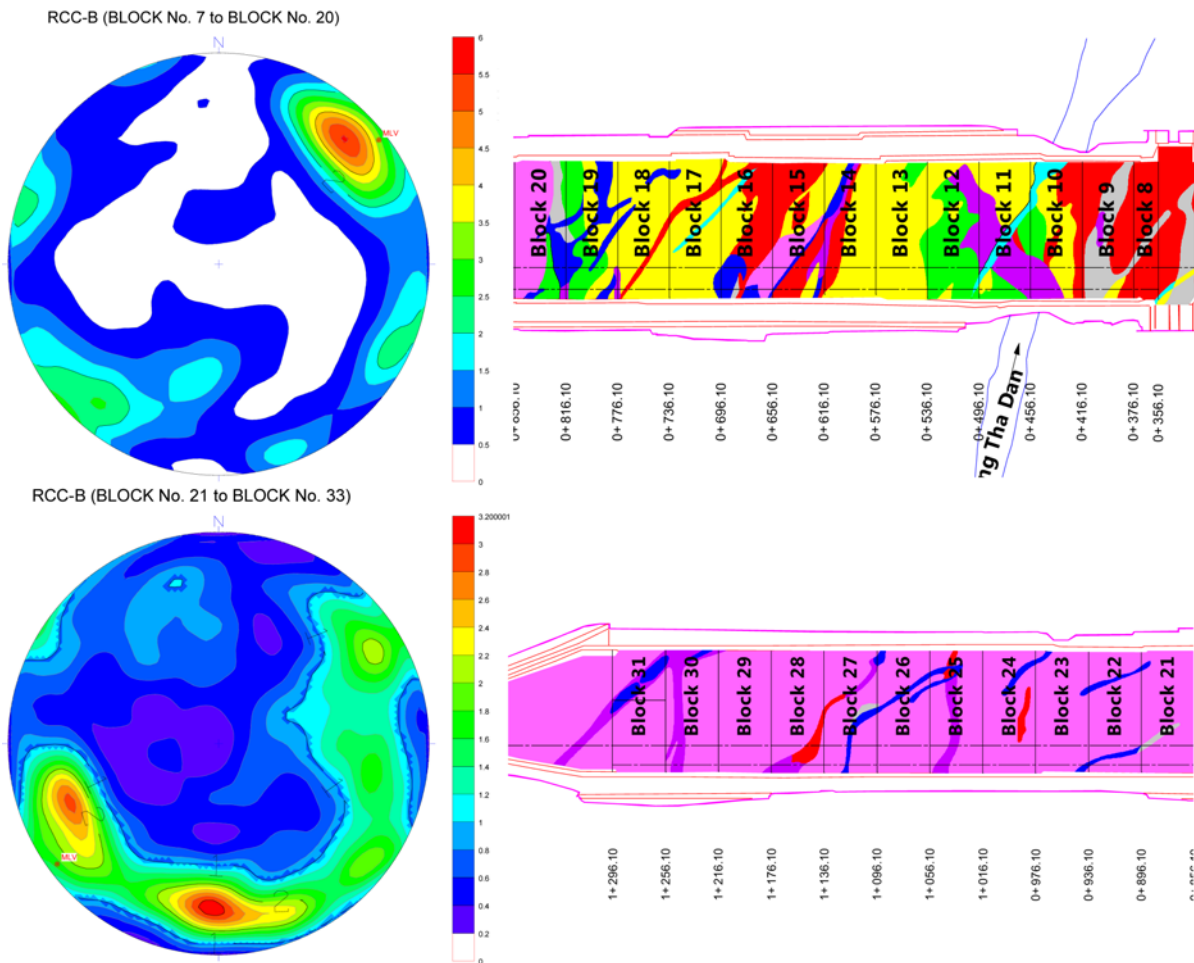 RCC-B (BLOCK No. 7 to BLOCK No. 20)
N
MLV
2
6
5.5
5
4.5
4
3.5
3
2.5
2
1.5
1
0.5
0
Block 20
Block 19
Block 18
Block 17
Block 16
Block 15
Block 14
Block 13
Block 12
Block 11
Block 10
Block 9
Block 8
0+816.10
0+776.10
0+736.10
0+696.10
0+656.10
0+616.10
0+576.10
0+536.10
0+496.10
0+456.10
0+416.10
0+376.10
0+356.10
ng Tha Dan
RCC-B (BLOCK No. 21 to BLOCK No. 33)
N
MLV
1
2
2
2
1
1
3.200001
3
2.8
2.6
2.4
2.2
2
1.8
1.6
1.4
1.2
1
0.8
0.6
0.4
0.2
0
Block 31
Block 30
Block 29
Block 28
Block 27
Block 26
Block 25
Block 24
Block 23
Block 22
Block 21
1+296.10
1+256.10
1+216.10
1+176.10
1+136.10
1+096.10
1+056.10
1+016.10
0+976.10
0+936.10
0+896.10